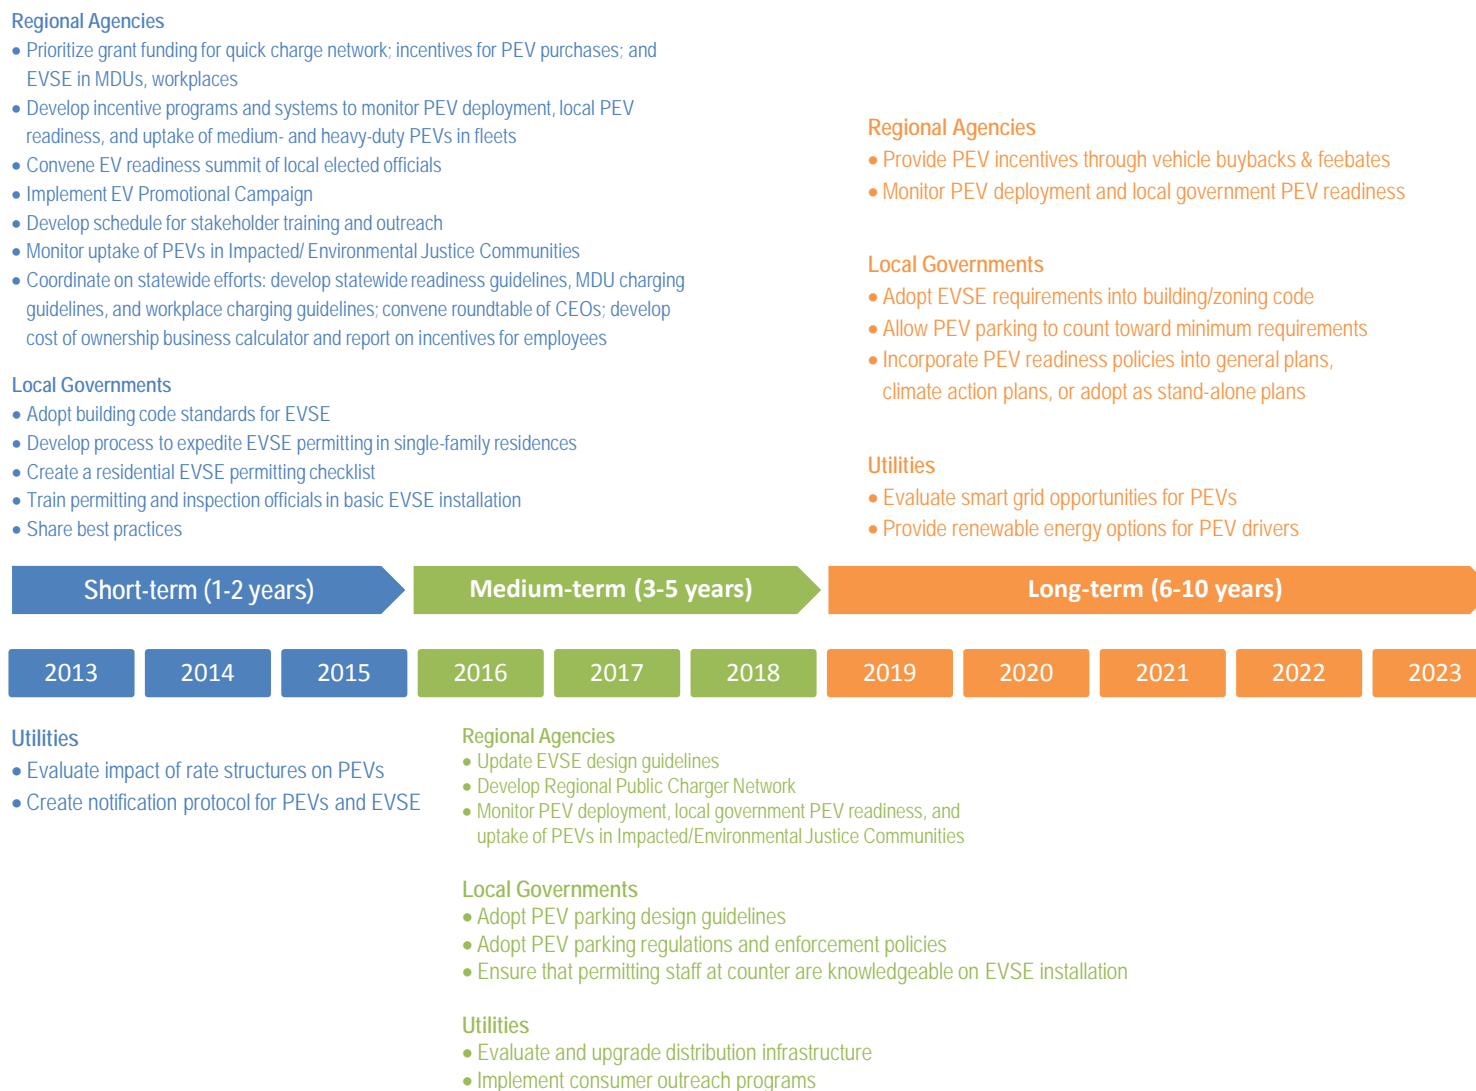 Regional Agencies
• Prioritize grant funding for quick charge network; incentives for PEV purchases; and
EVSE in MDUs, workplaces
• Develop incentive programs and systems to monitor PEV deployment, local PEV
readiness, and uptake of medium- and heavy-duty PEVs in fleets
• Convene EV readiness summit of local elected officials
• Implement EV Promotional Campaign
• Develop schedule for stakeholder training and outreach
• Monitor uptake of PEVs in Impacted/ Environmental Justice Communities
• Coordinate on statewide efforts: develop statewide readiness guidelines, MDU charging
guidelines, and workplace charging guidelines; convene roundtable of CEOs; develop
cost of ownership business calculator and report on incentives for employees
Local Governments
• Adopt building code standards for EVSE
• Develop process to expedite EVSE permitting in single-family residences
• Create a residential EVSE permitting checklist
• Train permitting and inspection officials in basic EVSE installation
• Share best practices
Regional Agencies
• Provide PEV incentives through vehicle buybacks & feebates
• Monitor PEV deployment and local government PEV readiness
Local Governments
• Adopt EVSE requirements into building/zoning code
• Allow PEV parking to count toward minimum requirements
• Incorporate PEV readiness policies into general plans,
climate action plans, or adopt as stand-alone plans
Utilities
• Evaluate smart grid opportunities for PEVs
• Provide renewable energy options for PEV drivers
Short-term (1-2 years)
Medium-term (3-5 years)
Long-term (6-10 years)
2013
2014
2015
2016
2017
2018
2019
2020
2021
2022
2023
Utilities
• Evaluate impact of rate structures on PEVs
• Create notification protocol for PEVs and EVSE
Regional Agencies
• Update EVSE design guidelines
• Develop Regional Public Charger Network
• Monitor PEV deployment, local government PEV readiness, and
uptake of PEVs in Impacted/Environmental Justice Communities
Local Governments
• Adopt PEV parking design guidelines
• Adopt PEV parking regulations and enforcement policies
• Ensure that permitting staff at counter are knowledgeable on EVSE installation
Utilities
• Evaluate and upgrade distribution infrastructure
• Implement consumer outreach programs